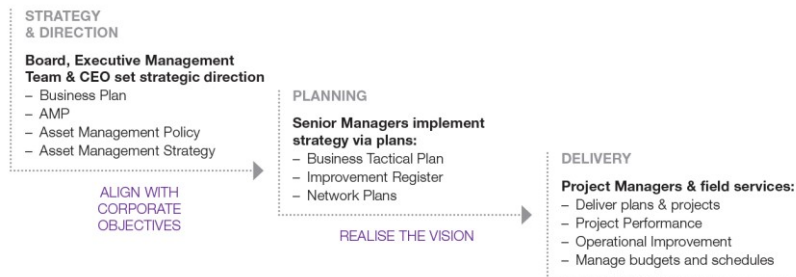 STRATEGY
& DIRECTION
Board, Executive Management
Team & CEO set strategic direction
– Business Plan
– AMP
– Asset Management Policy
– Asset Management Strategy
ALIGN WITH
CORPORATE
OBJECTIVES
PLANNING
Senior Managers implement
strategy via plans:
– Business Tactical Plan
– Improvement Register
– Network Plans
REALISE THE VISION
DELIVERY
Project Managers & field services:
– Deliver plans & projects
– Project Performance
– Operational Improvement
– Manage budgets and schedules